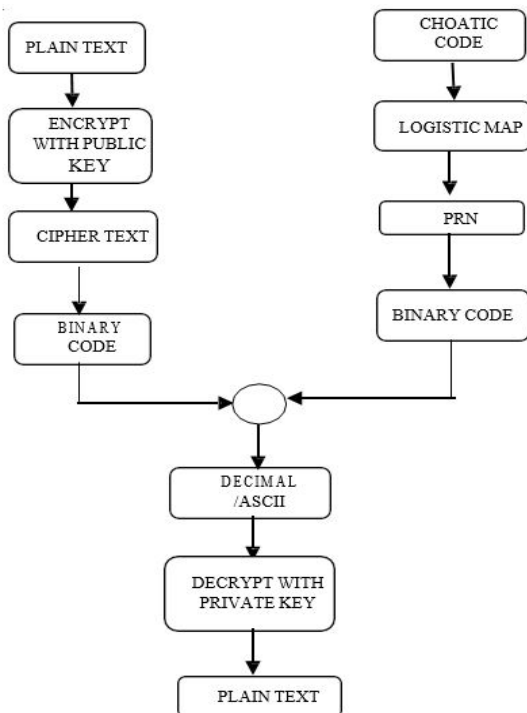 PLAIN TEXT
ENCRYPT
WITH PUBLIC
KEY
CIPHER TEXT
BINARY
CODE
CHOATIC
CODE
LOGISTIC MAP
PRN
BINARY CODE
DECIMAL
/ASCII
DECRYPT WITH
PRIVATE KEY
PLAIN TEXT